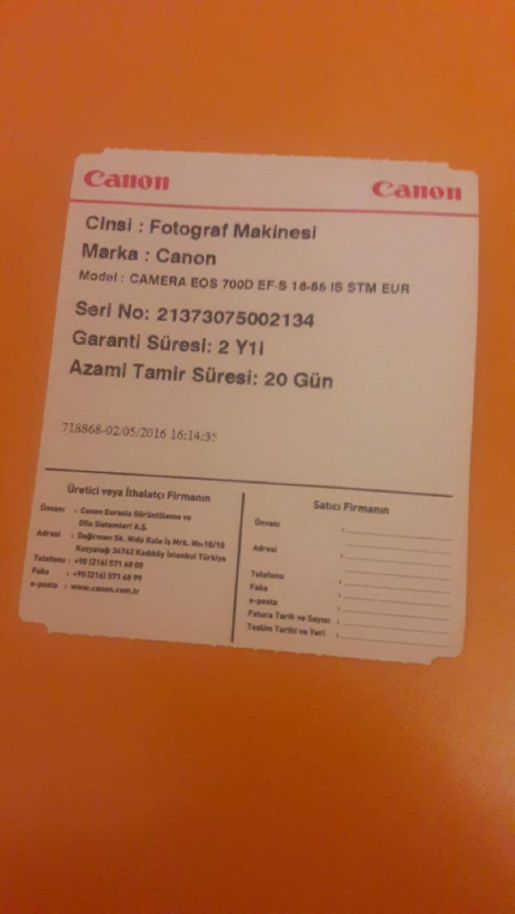 Canon Canon
Cinsi : Fotograf Makinesi
Marka : Canon
Model : CAMERA EOS 700D EF-S 18-55 IS STM EUR
Seri No: 21373075002134
Garanti Süresi: 2 Y1l
Azami Tamir Süresi: 20 Gün
718868-02/05/2016 16:14:35
Üretici veya İthalatçı Firmanın
Ünvanı : Canon Eurasia Görüntüleme ve
Ofis Sistemleri A.Ş.
Adresi : Değirmen Sk. Nida Kule İş Mrk. No:18/10
Kozyatağı 34742 Kadıköy İstanbul Türkiye
Telefonu : +90 (216) 571 68 00
Faks : +90 (216) 571 68 99
e-posta : www.canon.com.tr
Satıcı Firmanın
Ünvanı :
Adresi :
Telefonu :
Faks :
e-posta :
Fatura Tarih ve Sayısı :
Teslim Tarihi ve Yeri :